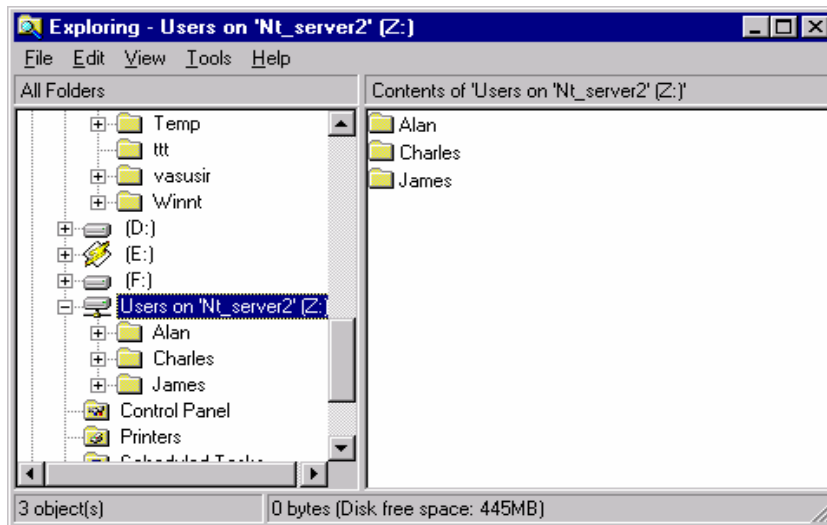 Exploring - Users on 'Nt_server2' (Z:)
File Edit View Tools Help
All Folders
Contents of 'Users on 'Nt_server2' (Z:)'
Temp
ttt
vasusir
Winnt
(D:)
(E:)
(F:)
Users on 'Nt_server2' (Z:
Alan
Charles
James
Control Panel
Printers
Scheduled Tasks
Alan
Charles
James
3 object(s)
0 bytes (Disk free space: 445MB)